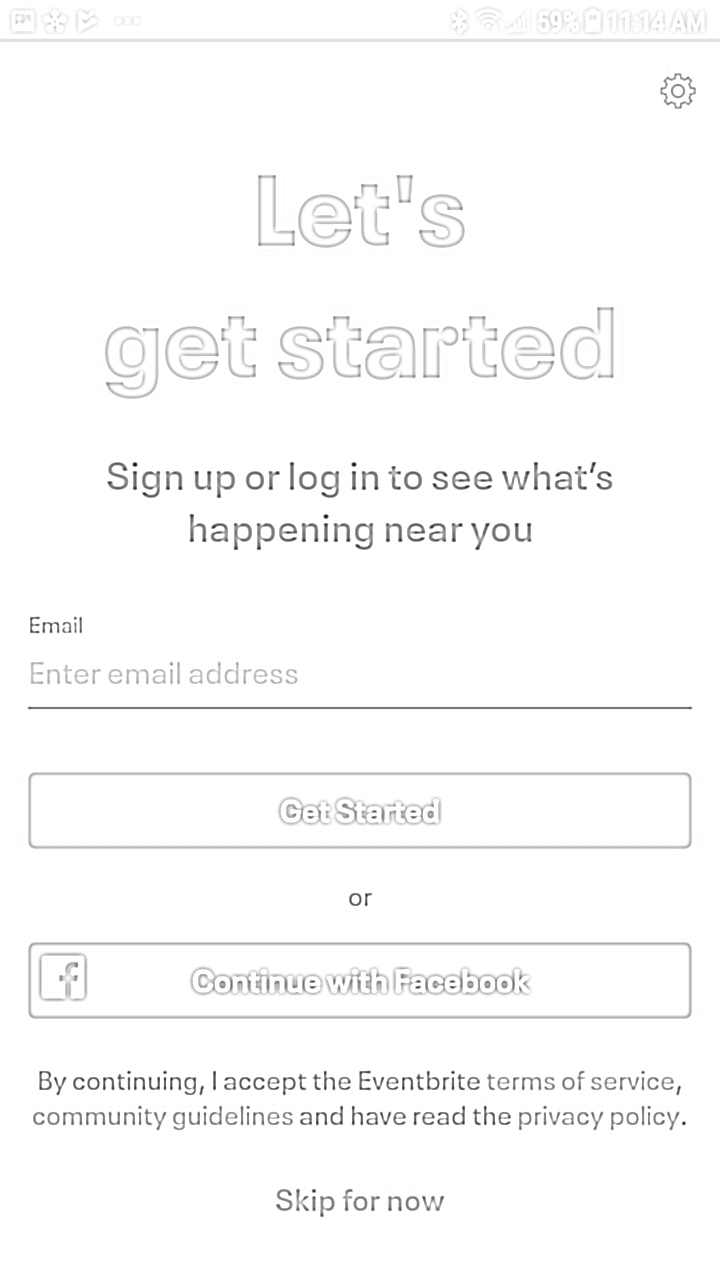 59% 11:14 AM
Let's
get started
Sign up or log in to see what's
happening near you
Email
Enter email address
Get Started
or
f Continue with Facebook
By continuing, I accept the Eventbrite terms of service,
community guidelines and have read the privacy policy.
Skip for now